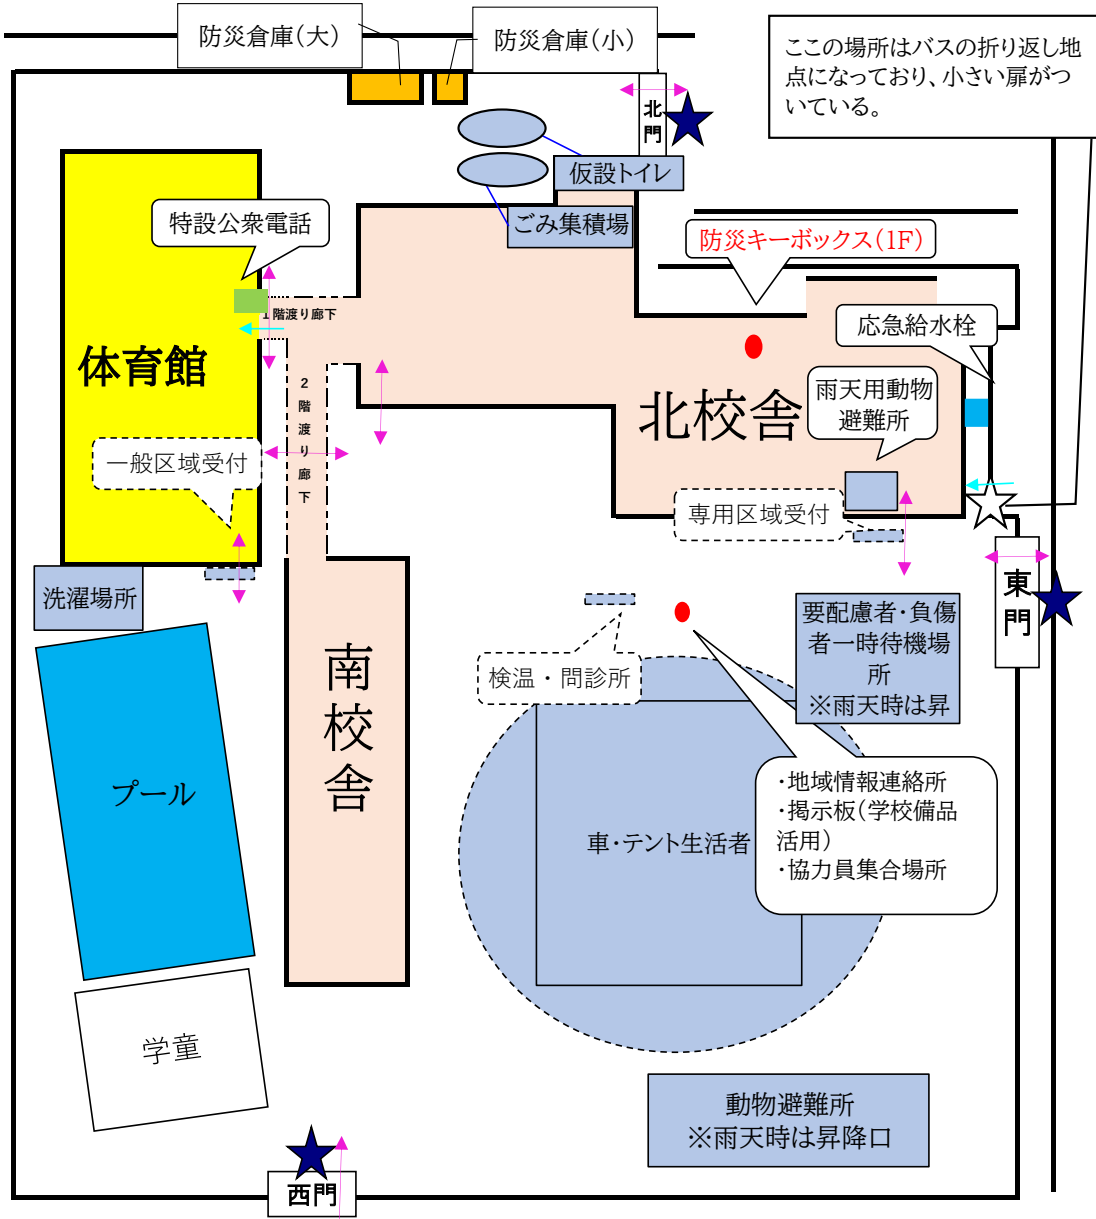 防災倉庫（大）
防災倉庫（小）
ここの場所はバスの折り返し地
点になっており、小さい扉がつ
いている。
北門
仮設トイレ
ごみ集積場
特設公衆電話
防災キーボックス（1F）
1階渡り廊下
応急給水栓
体育館
2階渡り廊下
北校舎
雨天用動物
避難所
一般区域受付
専用区域受付
東門
洗濯場所
要配慮者・負傷
者一時待機場
所
※雨天時は昇
検温・問診所
南校舎
プール
・地域情報連絡所
・掲示板（学校備品
活用）
・協力員集合場所
車・テント生活者
学童
動物避難所
※雨天時は昇降口
西門